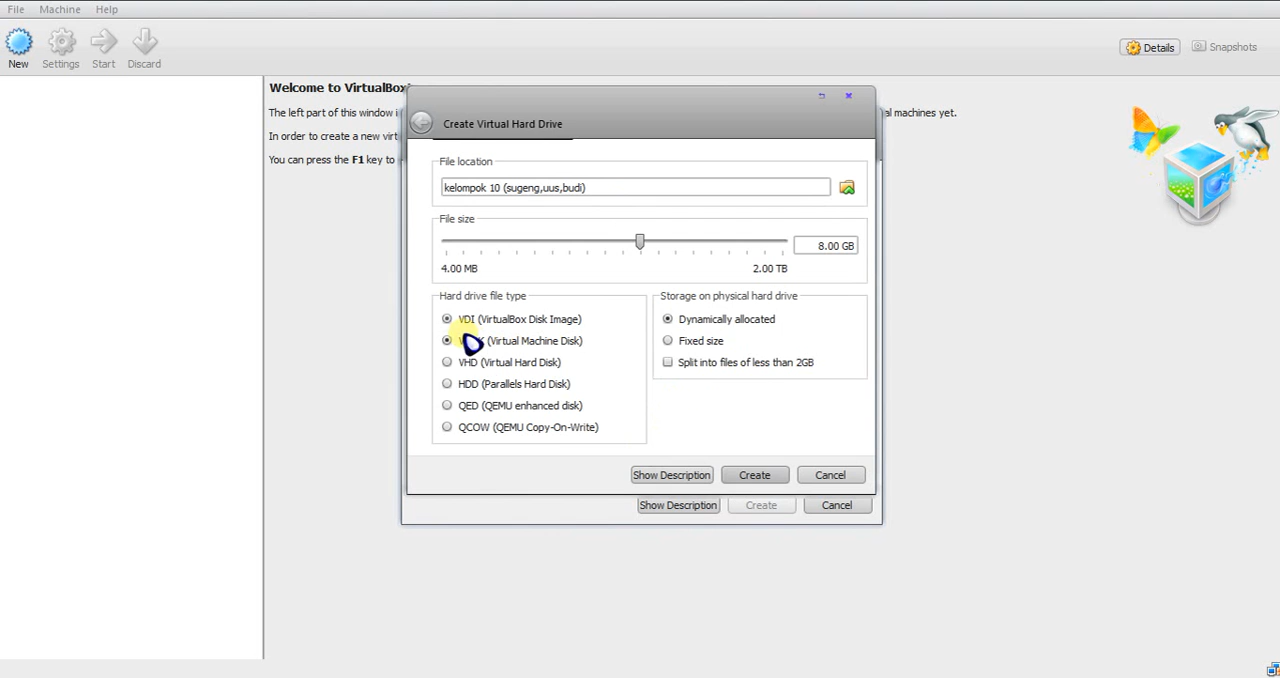 File Machine Help
New Settings Start Discard
Details Snapshots
Welcome to VirtualBox
The left part of this window i al machines yet.
In order to create a new virt
You can press the F1 key to
Create Virtual Hard Drive
File location
kelompok 10 (sugeng,uus,budi)
File size
8.00 GB
4.00 MB 2.00 TB
Hard drive file type
VDI (VirtualBox Disk Image)
(Virtual Machine Disk)
VHD (Virtual Hard Disk)
HDD (Parallels Hard Disk)
QED (QEMU enhanced disk)
QCOW (QEMU Copy-On-Write)
Storage on physical hard drive
Dynamically allocated
Fixed size
Split into files of less than 2GB
Show Description Create Cancel
Show Description Create Cancel